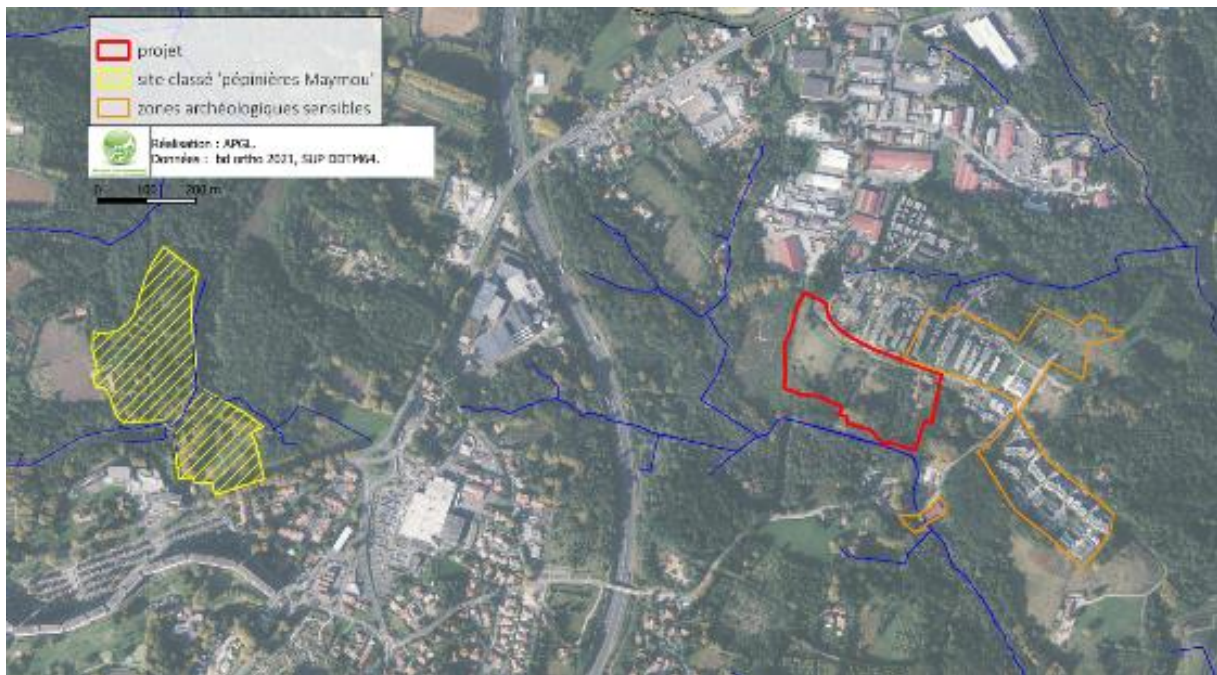 projet
site classé 'pépinières Maymou'
zones archéologiques sensibles
Réalisation : APGL.
Données : bd ortho 2021, SUP DDTM64.
0 100 200 m